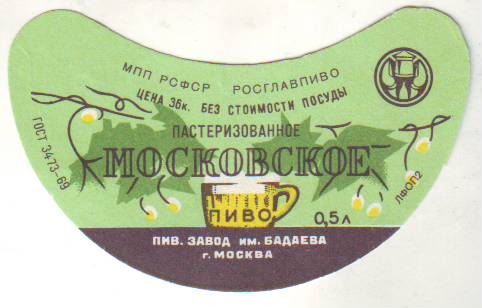 МПП РСФСР РОСГЛАВПИВО
ЦЕНА 36к. БЕЗ СТОИМОСТИ ПОСУДЫ
ПАСТЕРИЗОВАННОЕ
МОСКОВСКОЕ
ПИВО
0,5 л
ГОСТ 3473-69
ЛФОП2
ПИВ. ЗАВОД ИМ. БАДАЕВА
г. МОСКВА